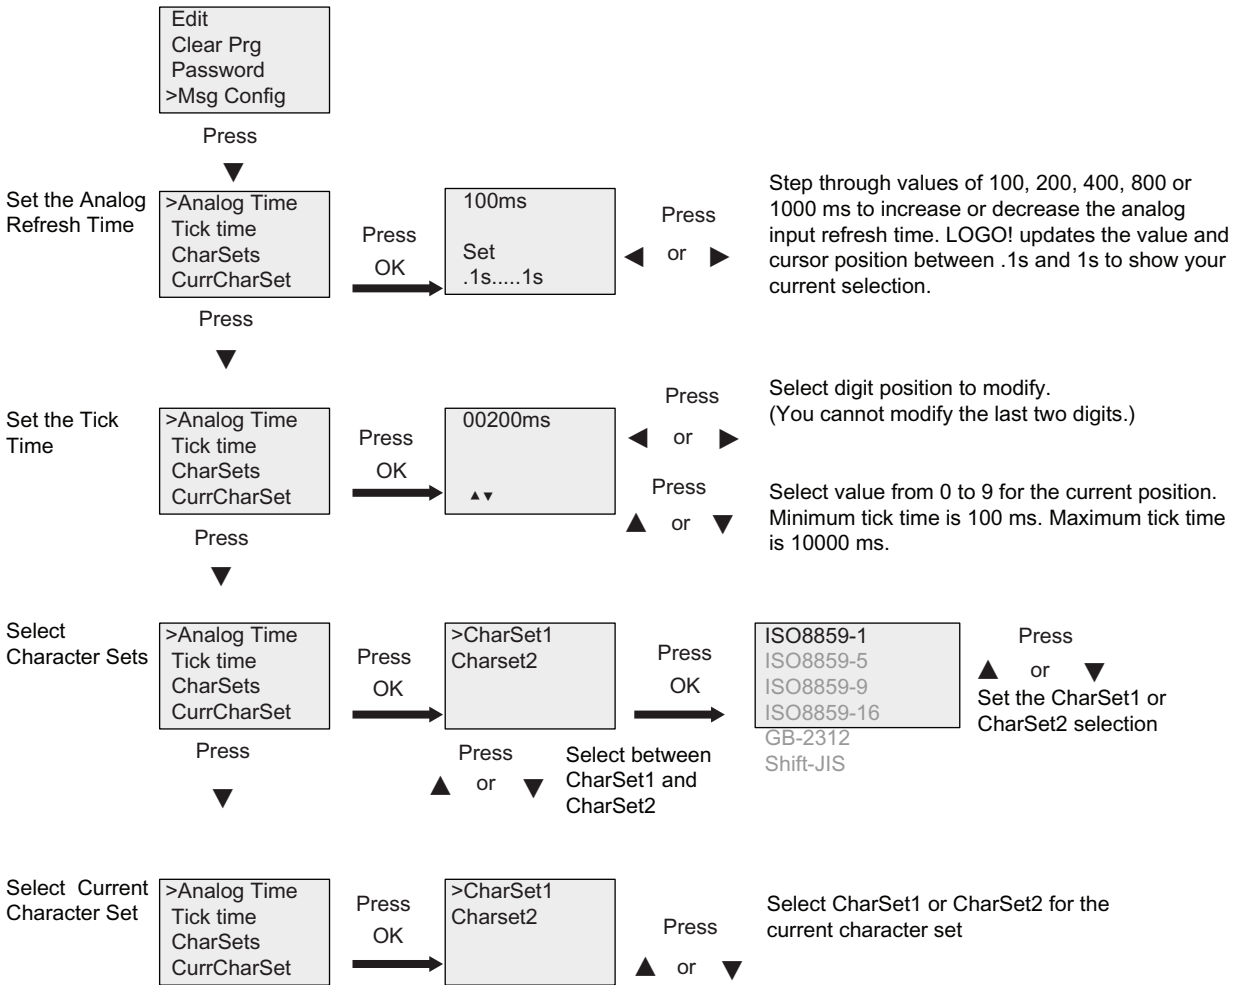 Edit
Clear Prg
Password
>Msg Config
Press
▼
Set the Analog
Refresh Time
>Analog Time
Tick time
CharSets
CurrCharSet
Press
OK
100ms
Set
.1s.....1s
Press
◀ or ▶
Step through values of 100, 200, 400, 800 or
1000 ms to increase or decrease the analog
input refresh time. LOGO! updates the value and
cursor position between .1s and 1s to show your
current selection.
Press
▼
Set the Tick
Time
>Analog Time
Tick time
CharSets
CurrCharSet
Press
OK
00200ms
▲▼
Press
◀ or ▶
Select digit position to modify.
(You cannot modify the last two digits.)
Press
▲ or ▼
Select value from 0 to 9 for the current position.
Minimum tick time is 100 ms. Maximum tick time
is 10000 ms.
Press
▼
Select
Character Sets
>Analog Time
Tick time
CharSets
CurrCharSet
Press
OK
>CharSet1
Charset2
Press
▲ or ▼
Select between
CharSet1 and
CharSet2
Press
OK
ISO8859-1
ISO8859-5
ISO8859-9
ISO8859-16
GB-2312
Shift-JIS
Press
▲ or ▼
Set the CharSet1 or
CharSet2 selection
Press
▼
Select Current
Character Set
>Analog Time
Tick time
CharSets
CurrCharSet
Press
OK
>CharSet1
Charset2
Press
▲ or ▼
Select CharSet1 or CharSet2 for the
current character set